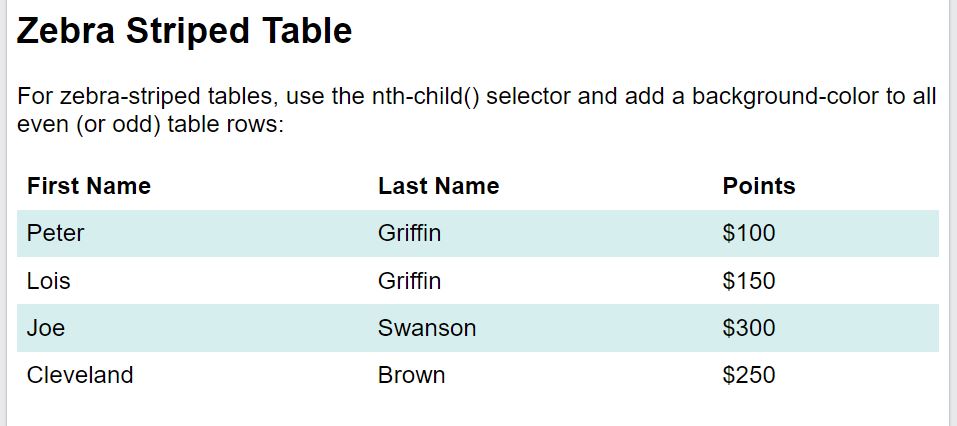 Zebra Striped Table
For zebra-striped tables, use the nth-child() selector and add a background-color to all
even (or odd) table rows:
First Name Last Name Points
Peter Griffin $100
Lois Griffin $150
Joe Swanson $300
Cleveland Brown $250